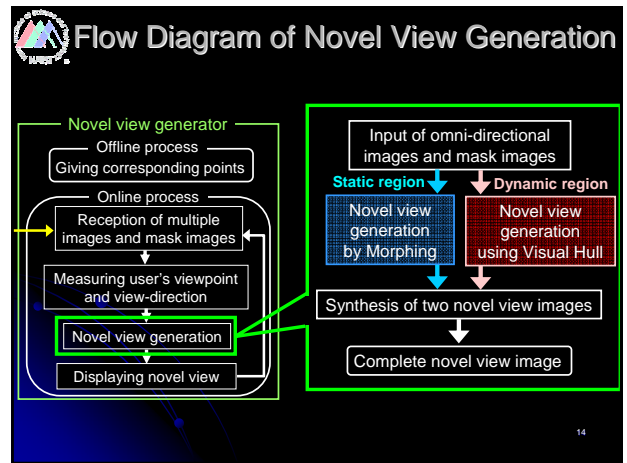 Flow Diagram of Novel View Generation
Novel view generator
Offline process
Giving corresponding points
Online process
Reception of multiple
images and mask images
Measuring user's viewpoint
and view-direction
Novel view generation
Displaying novel view
Input of omni-directional
images and mask images
Static region
Dynamic region
Novel view
generation
by Morphing
Novel view
generation
using Visual Hull
Synthesis of two novel view images
Complete novel view image
14